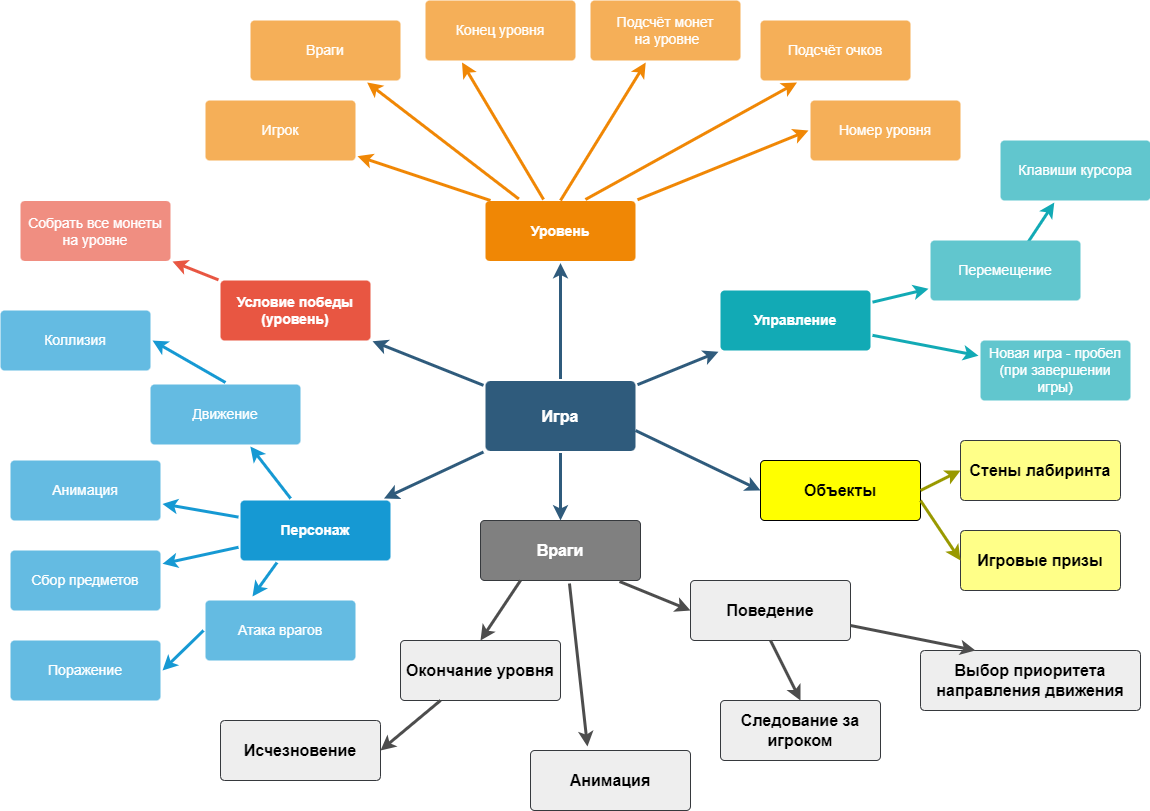 Конец уровня
Подсчёт монет
на уровне
Враги
Подсчёт очков
Игрок
Номер уровня
Клавиши курсора
Собрать все монеты
на уровне
Уровень
Перемещение
Условие победы
(уровень)
Управление
Коллизия
Новая игра - пробел
(при завершении
игры)
Движение
Игра
Стены лабиринта
Анимация
Объекты
Персонаж
Враги
Игровые призы
Сбор предметов
Атака врагов
Поведение
Поражение
Окончание уровня
Выбор приоритета
направления движения
Следование за
игроком
Исчезновение
Анимация